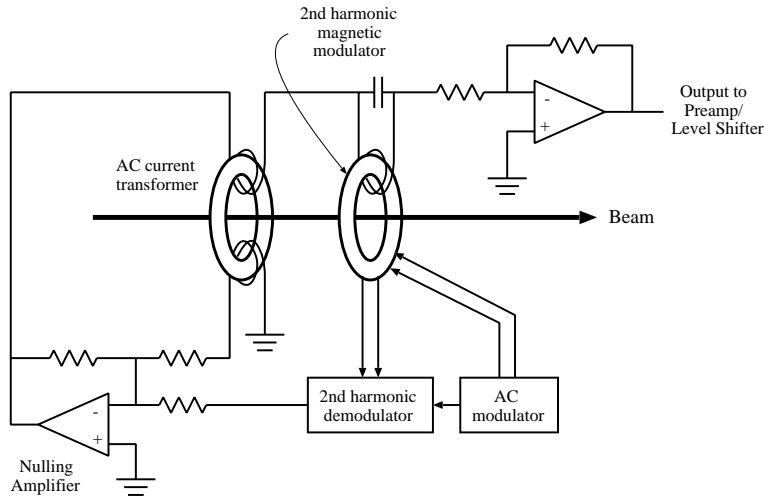 2nd harmonic
magnetic
modulator
-
+
Output to
Preamp/
Level Shifter
AC current
transformer
Beam
2nd harmonic
demodulator
AC
modulator
-
+
Nulling
Amplifier